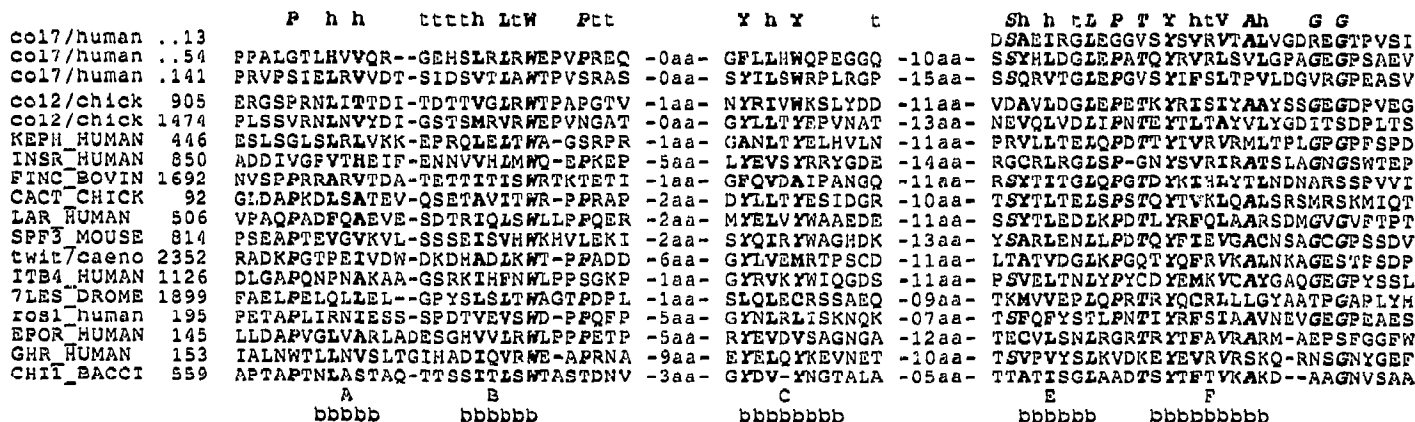 P h h ttttth LtW Ptt Y h Y t Sh h tL P T Y htV Ah G G
col7/human ..13 DSAEIRGLEGGVSYSVRVTALVGDREGTPVSI
col7/human ..54 PPALGTLHVVQR--GEHSLRLRWEPVPREQ -0aa- GFLLHWQPEGGQ -10aa- SSYHLDGLEPATQYRVRLSVLGPAGEGPSAEV
col7/human .141 PRVPSIELRVVDT-SIDSVTLAWTPVSRAS -0aa- SYILSWRPLRGP -15aa- SSQRVTGLEPGVSYIFSLTPVLDGVRGPEASV
col2/chick 905 ERGSPRNLITTDI-TDTTVGLRWTPAPGTV -1aa- NYRIVWKSLYDD -11aa- VDAVLDGLEPETKYRISIYAAYSSGEGDPVEG
col2/chick 1474 PLSSVRNLNVYDI-GSTSMRVRWEPVNGAT -1aa- GYLLTYEPVNAT -13aa- NEVQLVDLIPNTEYTLTAYVLYGDITSDPLTS
KEPH_HUMAN 446 ESLSGLSLRLVKK-EPRQLELTWA-GSRPR -1aa- GANLTYELHVLN -11aa- PRVLLTELQPDTTYIVRVRMLTPLGPGPFSPD
INSR_HUMAN 850 ADDIVGPVTHEIF-ENNVVHLMWQ-EPKEP -5aa- LYEVSYRRYGDE -14aa- RGCRLRGLSP-GNYSVRIRATSLAGNGSWTEP
FINC_BOVIN 1692 NVSPPRRARVTDA-TETTITISWRTKTETI -1aa- GFQVDAIPANGQ -11aa- RSYTITGLQPGTDYKIHLYTLNDNARSSPVVI
CACT_CHICK 92 GLDAPKDLSATEV-QSETAVITWR-PPRAP -2aa- DYLLTYESIDGR -10aa- TSYTLTELSPSTQYTVKLQALSRSMRSKMIQT
LAR_HUMAN 506 VPAQPADFQAEVE-SDTRIQLSWLLPPQER -2aa- MYELVYWAAEDE -11aa- SSYTLEDLKPDTLYRFQLAARSDMGVGVFTPT
SPF3_MOUSE 814 PSEAPTEVGVKVL-SSSEISVHWKHVLEKI -2aa- SYQIRYWAGHDK -13aa- YSARLENLLPDTQYFIEVGACNSAGCGPSSDV
twit7/caeno 2352 RADKPGTPEIVDW-DKDHADLKWT-PPADD -6aa- GYLVEMRTPSCD -11aa- LTATVDGLKPGQTYQFRVKALNKAGESTPSDP
ITB4_HUMAN 1126 DLGAPQNPNAKAA-GSRKIHFNWLPPSGKP -1aa- GYRVKYWIQGDS -11aa- PSVELTNLYPYCDYEMKVCAYGAQGEGPYSSL
7LES_DROME 1899 FAELPELQLLEL--GPYSLSLTWAGTPDPL -1aa- SLQLECRSSAEQ -09aa- TKMVVEPLQPRTRYQCRLLLGYAATPGAPLYH
ros1_human 195 PETAPLIRNIESS-SPDTVEVSWD-PPQFP -5aa- GYNLRLISKNQK -07aa- TSFQFYSTLPNTIYRFSIAAVNEVGEGPEAES
EPOR_HUMAN 145 LLDAPVGLVARLADESGHVVLRWLPPPETP -5aa- RYEVDVSAGNGA -12aa- TECVLSNLRGRTRYTFAVRARM-AEPSFGGFW
GHR_HUMAN 153 IALNWTLLNVSLTGIHADIQVRWE-APRNA -9aa- EYELQYKEVNET -10aa- TSVPVYSLKVDKEYEVRVRSKQ-RNSGNYGEF
CHIT_BACCI 559 APTAPTNLASTAQ-TTSSITLSWTASTDNV -3aa- GYDV-YNGTALA -05aa- TTATISGLAADTSYTFTVKAKD--AAGNVSAA
A B C E F
bbbbb bbbbb bbbbbbbb bbbbb bbbbbbbbb